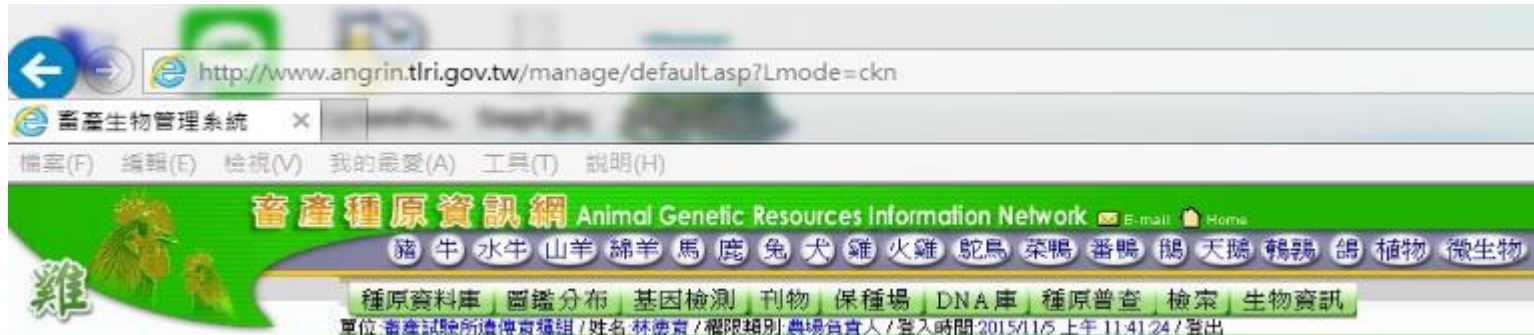 http://www.angrin.tlri.gov.tw/manage/default.asp?Lmode=ckn
畜產生物管理系統 ×
檔案(F) 編輯(E) 檢視(V) 我的最愛(A) 工具(T) 說明(H)
畜產種原資訊網 Animal Genetic Resources Information Network E-mail Home
豬 牛 水牛 山羊 綿羊 馬 鹿 兔 犬 雞 火雞 鴕鳥 菜鴨 番鴨 鵝 天鵝 鵪鶉 鴿 植物 微生物
雞
種原資料庫 圖鑑分布 基因檢測 刊物 保種場 DNA庫 種原普查 檢索 生物資訊
單位:畜產試驗所遺傳育種組 / 姓名:林德育 / 權限類別:農場負責人 / 登入時間:2015/11/5 上午 11:41:24 / 登出